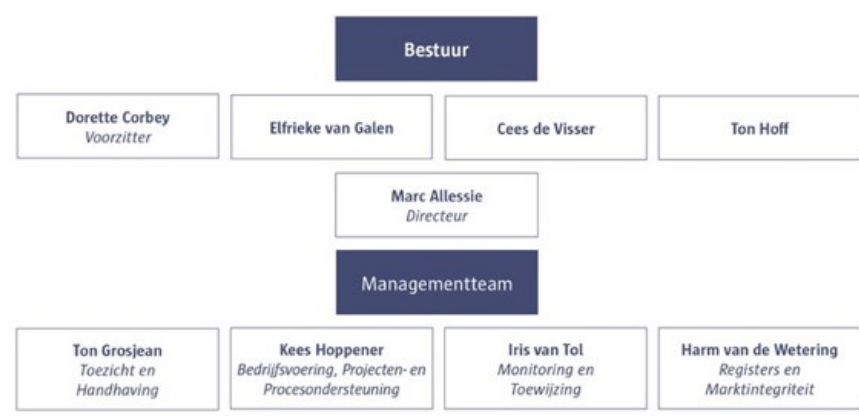 Bestuur
Dorette Corbey
Voorzitter
Elfrieke van Galen
Cees de Visser
Ton Hoff
Marc Allessie
Directeur
Managementteam
Ton Grosjean
Toezicht en
Handhaving
Kees Hoppener
Bedrijfsvoering, Projecten- en
Procesondersteuning
Iris van Tol
Monitoring en
Toewijzing
Harm van de Wetering
Registers en
Marktintegriteit